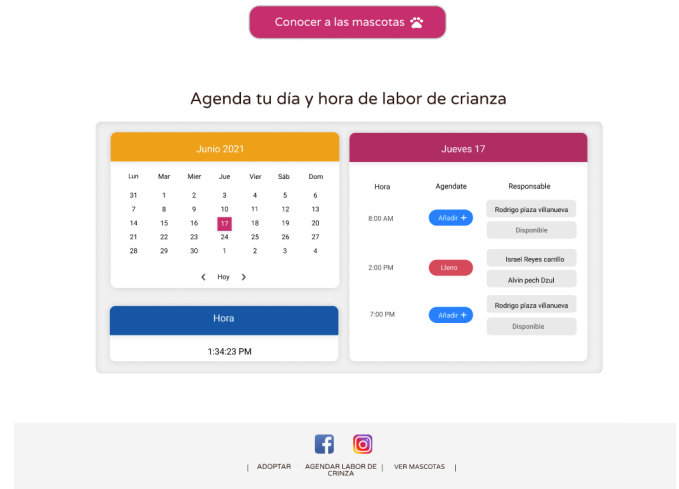 Conocer a las mascotas
Agenda tu día y hora de labor de crianza
Junio 2021
Lun Mar Mier Jue Vier Sáb Dom
31 1 2 3 4 5 6
7 8 9 10 11 12 13
14 15 16 17 18 19 20
21 22 23 24 25 26 27
28 29 30 1 2 3 4
< Hoy >
Hora
1:34:23 PM
Jueves 17
Hora Agendate Responsable
8:00 AM Añadir + Rodrigo plaza villanueva
Disponible
2:00 PM Lleno Israel Reyes carrillo
Alvin pech Dzul
7:00 PM Añadir + Rodrigo plaza villanueva
Disponible
| ADOPTAR AGENDAR LABOR DE | VER MASCOTAS |
CRINZA